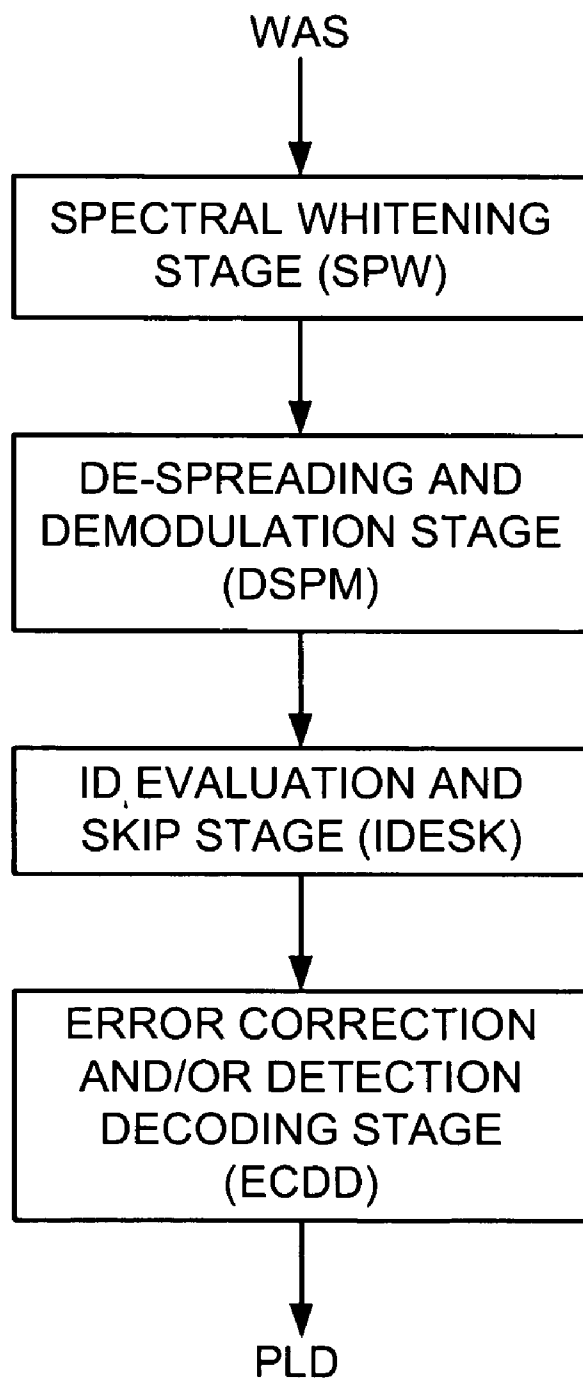 WAS
SPECTRAL WHITENING
STAGE (SPW)
DE-SPREADING AND
DEMODULATION STAGE
(DSPM)
ID EVALUATION AND
SKIP STAGE (IDESK)
ERROR CORRECTION
AND/OR DETECTION
DECODING STAGE
(ECDD)
PLD